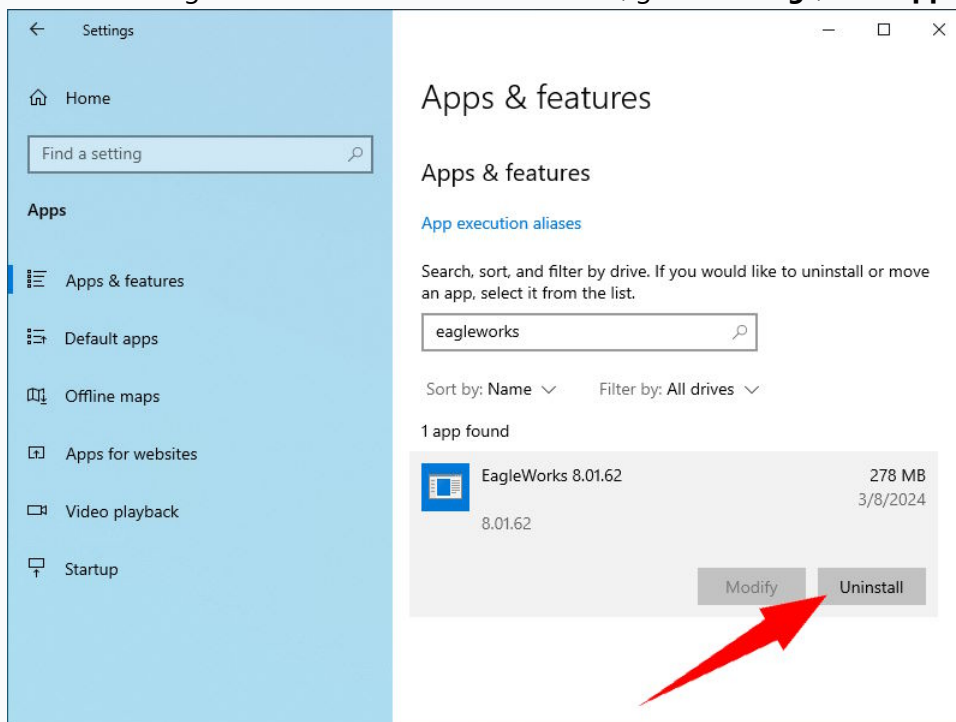 Settings
Home
Find a setting
Apps
Apps & features
Default apps
Offline maps
Apps for websites
Video playback
Startup
Apps & features
Apps & features
App execution aliases
Search, sort, and filter by drive. If you would like to uninstall or move
an app, select it from the list.
eagleworks
Sort by: Name Filter by: All drives
1 app found
EagleWorks 8.01.62 278 MB
3/8/2024
8.01.62
Modify Uninstall